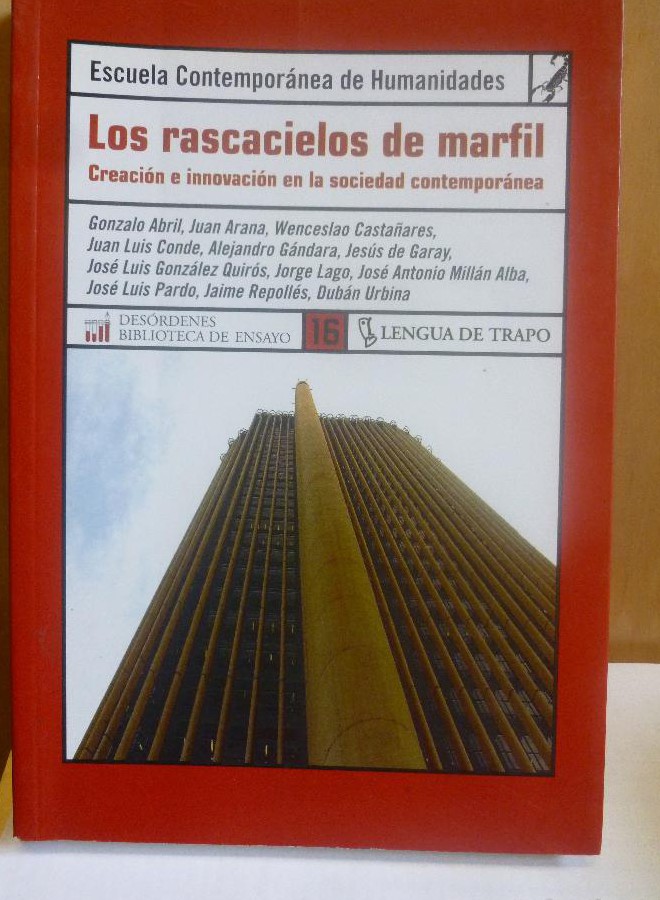 Escuela Contemporánea de Humanidades
Los rascacielos de marfil
Creación e innovación en la sociedad contemporánea
Gonzalo Abril, Juan Arana, Wenceslao Castañares,
Juan Luis Conde, Alejandro Gándara, Jesús de Garay,
José Luis González Quirós, Jorge Lago, José Antonio Millán Alba,
José Luis Pardo, Jaime Repollés, Dubán Urbina
DESÓRDENES
BIBLIOTECA DE ENSAYO
16
LENGUA DE TRAPO